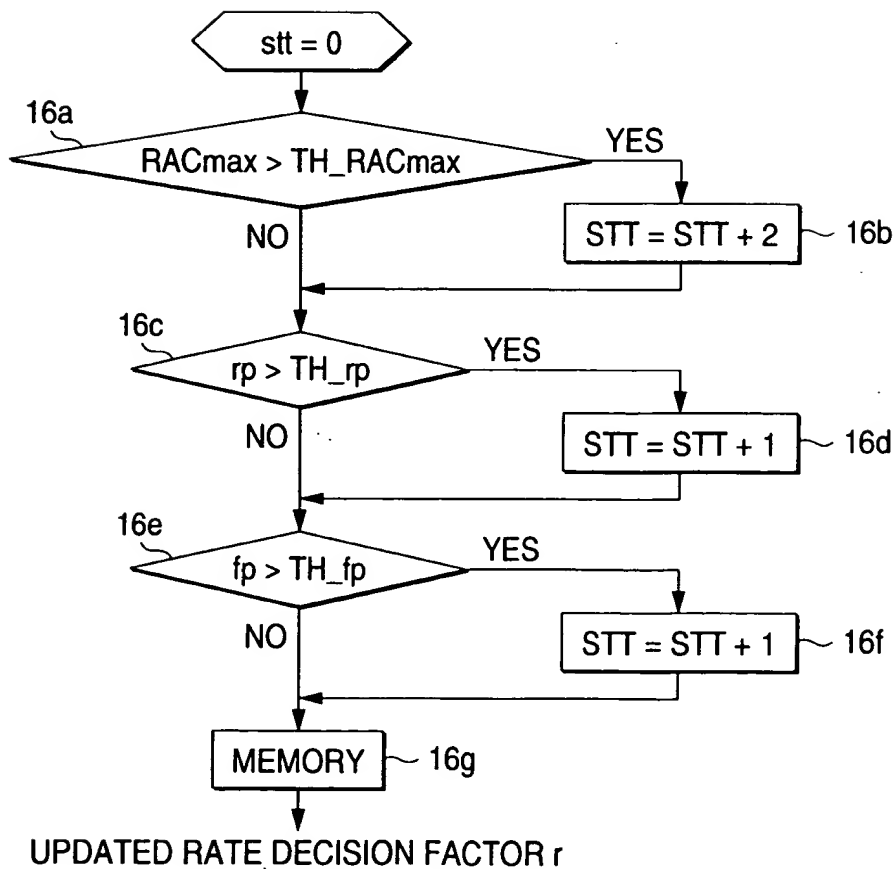 stt = 0
16a
RACmax > TH_RACmax
YES
NO
STT = STT + 2
16b
16c
rp > TH_rp
YES
NO
STT = STT + 1
16d
16e
fp > TH_fp
YES
NO
STT = STT + 1
16f
MEMORY
16g
UPDATED RATE DECISION FACTOR r